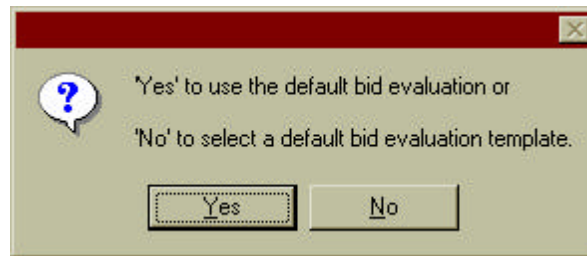 'Yes' to use the default bid evaluation or
'No' to select a default bid evaluation template.
Yes No